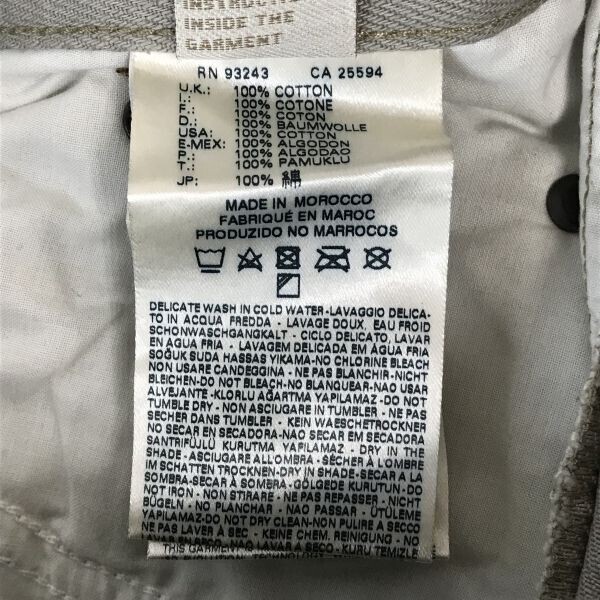 INSTRUCTIO
INSIDE THE
GARMENT
RN 93243 CA 25594
U.K.: 100% COTTON
I.: 100% COTONE
F.: 100% COTON
D.: 100% BAUMWOLLE
USA: 100% COTTON
E-MEX: 100% ALGODON
P.: 100% ALGODAO
T.: 100% PAMUKLU
JP: 100% 綿
MADE IN MOROCCO
FABRIQUÉ EN MAROC
PRODUZIDO NO MARROCOS
DELICATE WASH IN COLD WATER-LAVAGGIO DELICA-
TO IN ACQUA FREDDA - LAVAGE DOUX, EAU FROID
SCHONWASCHGANGKALT - CICLO DELICATO, LAVAR
EN AGUA FRIA - LAVAGEM DELICADA EM ÁGUA FRIA
SOĞUK SUDA HASSAS YIKAMA-NO CHLORINE BLEACH
NON USARE CANDEGGINA - NE PAS BLANCHIR-NICHT
BLEICHEN-DO NOT BLEACH-NO BLANQUEAR-NAO USAR
ALVEJANTE -KLORLU AĞARTMA YAPILAMAZ-DO NOT
TUMBLE DRY - NON ASCIUGARE IN TUMBLER - NE PAS
SECHER DANS TUMBLER - KEIN WAESCHETROCKNER
NO SECAR EN SECADORA-NAO SECAR EM SECADORA
SANTRIFUJLÜ KURUTMA YAPILAMAZ - DRY IN THE
SHADE-ASCIUGARE ALL'OMBRA -SÈCHER À L'OMBRE
IM SCHATTEN TROCKNEN-DRY IN SHADE-SECAR A LA
SOMBRA-SECAR À SOMBRA - GÖLGEDE KURUTUN-DO
NOT IRON - NON STIRARE - NE PAS REPASSER - NICHT
BÜGELN - NO PLANCHAR - NAO PASSAR - ÜTÜLEME
YAPILAMAZ-DO NOT DRY CLEAN-NON PULIRE A SECCO
NE PAS LAVER À SEC - KEINE CHEM. REINIGUNG - NO
KURU TEMIZLE
THIS GARMENT